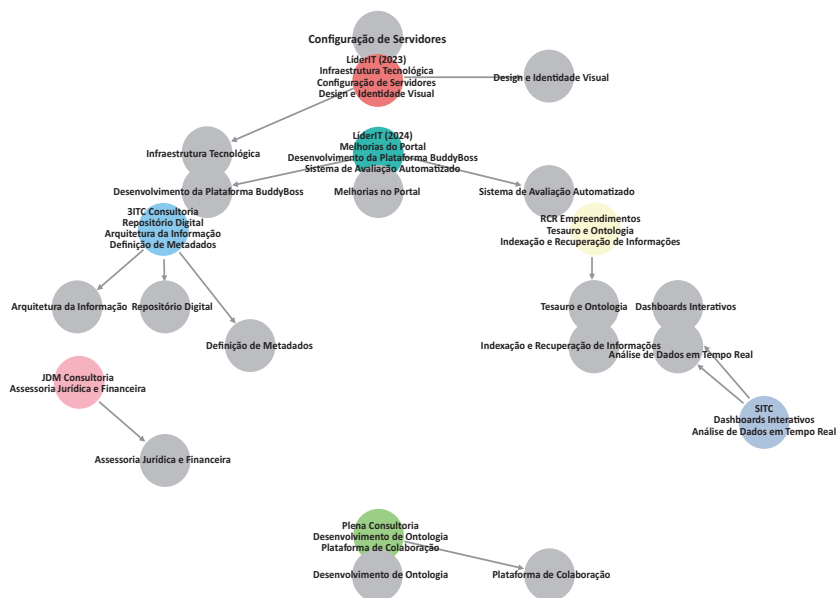 Configuração de Servidores
LíderIT (2023)
Infraestrutura Tecnológica
Configuração de Servidores
Design e Identidade Visual
Design e Identidade Visual
Infraestrutura Tecnológica
LíderIT (2024)
Melhorias do Portal
Desenvolvimento da Plataforma BuddyBoss
Sistema de Avaliação Automatizado
Desenvolvimento da Plataforma BuddyBoss
Melhorias no Portal
Sistema de Avaliação Automatizado
3ITC Consultoria
Repositório Digital
Arquitetura da Informação
Definição de Metadados
RCR Empreendimentos
Tesauro e Ontologia
Indexação e Recuperação de Informações
Arquitetura da Informação
Repositório Digital
Definição de Metadados
Tesauro e Ontologia
Dashboards Interativos
Indexação e Recuperação de Informações
Análise de Dados em Tempo Real
JDM Consultoria
Assessoria Jurídica e Financeira
SITC
Dashboards Interativos
Análise de Dados em Tempo Real
Assessoria Jurídica e Financeira
Plena Consultoria
Desenvolvimento de Ontologia
Plataforma de Colaboração
Desenvolvimento de Ontologia
Plataforma de Colaboração